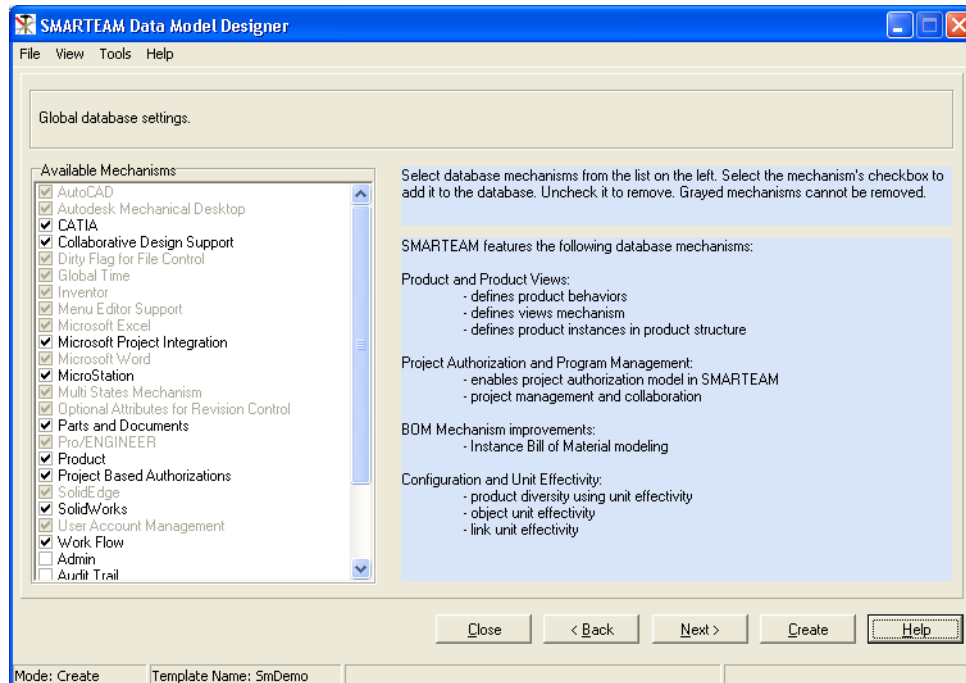 SMARTEAM Data Model Designer
File View Tools Help
Global database settings.
Available Mechanisms
AutoCAD
Autodesk Mechanical Desktop
CATIA
Collaborative Design Support
Dirty Flag for File Control
Global Time
Inventor
Menu Editor Support
Microsoft Excel
Microsoft Project Integration
Microsoft Word
MicroStation
Multi States Mechanism
Optional Attributes for Revision Control
Parts and Documents
Pro/ENGINEER
Product
Project Based Authorizations
SolidEdge
SolidWorks
User Account Management
Work Flow
Admin
Audit Trail
Select database mechanisms from the list on the left. Select the mechanism's checkbox to
add it to the database. Uncheck it to remove. Grayed mechanisms cannot be removed.
SMARTEAM features the following database mechanisms:
Product and Product Views:
- defines product behaviors
- defines views mechanism
- defines product instances in product structure
Project Authorization and Program Management:
- enables project authorization model in SMARTEAM
- project management and collaboration
BOM Mechanism improvements:
- Instance Bill of Material modeling
Configuration and Unit Effectivity:
- product diversity using unit effectivity
- object unit effectivity
- link unit effectivity
Close < Back Next > Create Help
Mode: Create Template Name: SmDemo